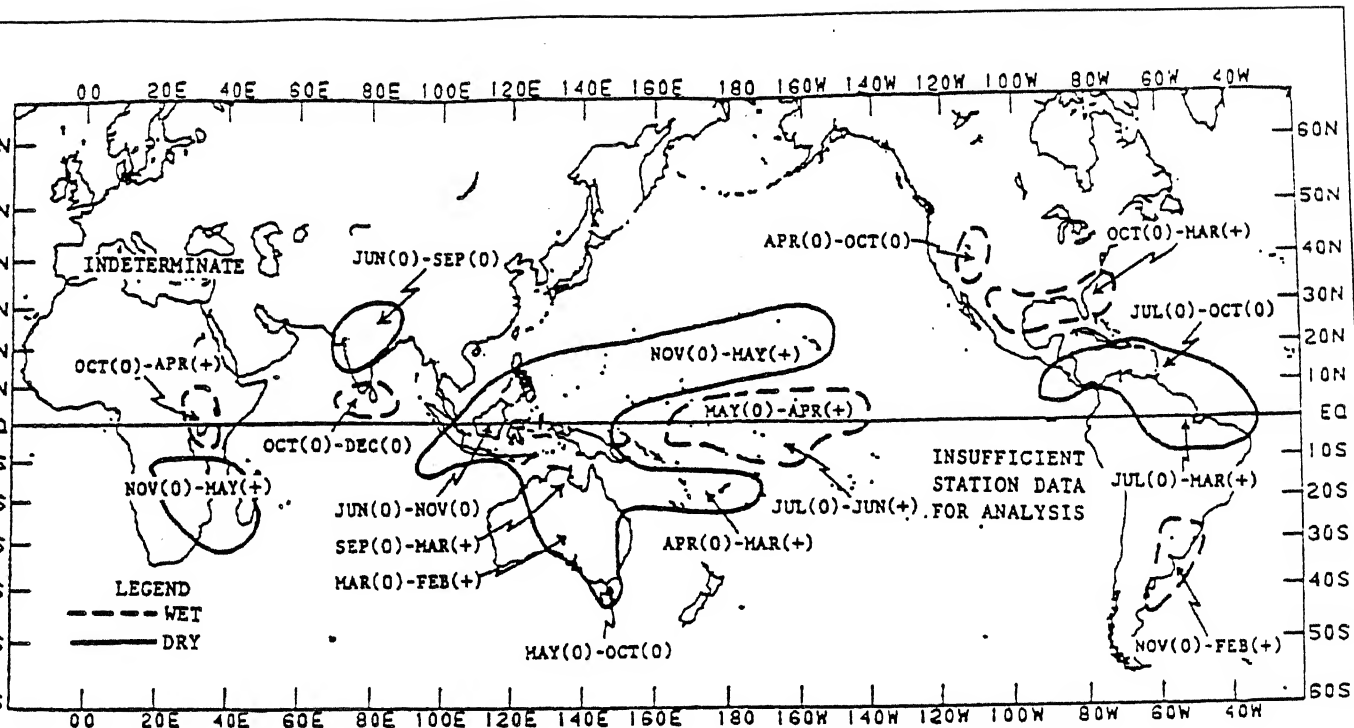 00 20E 40E 60E 80E 100E 120E 140E 160E 180 160W 140W 120W 100W 80W 60W 40W
60N
50N
APR(0)-OCT(0) OCT(0)-MAR(+)
40N
INDETERMINATE JUN(0)-SEP(0)
30N
JUL(0)-OCT(0)
20N
OCT(0)-APR(+) NOV(0)-MAY(+)
10N
MAY(0)-APR(+)
EQ
OCT(0)-DEC(0)
10S
INSUFFICIENT
STATION DATA
FOR ANALYSIS
NOV(0)-MAY(+)
JUL(0)-MAR(+)
20S
JUN(0)-NOV(0) JUL(0)-JUN(+)
SEP(0)-MAR(+) APR(0)-MAR(+)
30S
MAR(0)-FEB(+)
40S
LEGEND
WET
DRY
50S
MAY(0)-OCT(0) NOV(0)-FEB(+)
60S
00 20E 40E 60E 80E 100E 120E 140E 160E 180 160W 140W 120W 100W 80W 60W 40W